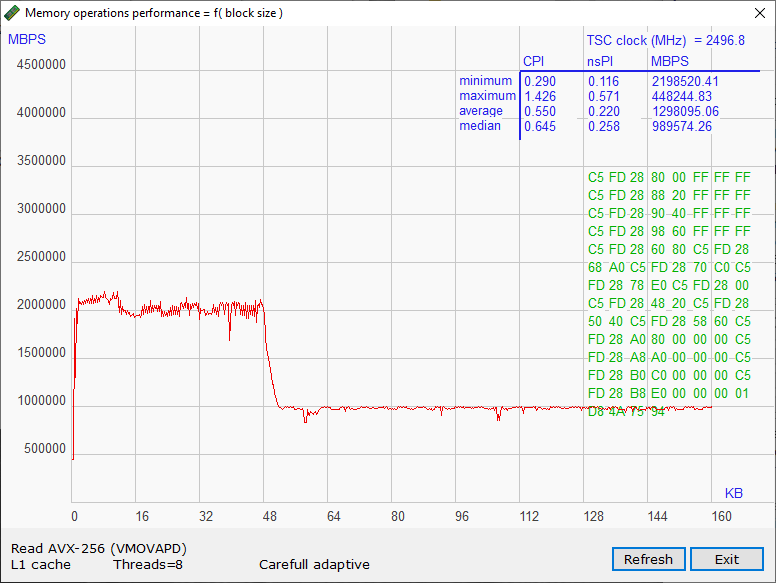 Memory operations performance = f( block size )
MBPS
TSC clock (MHz) = 2496.8
CPI nsPI MBPS
minimum 0.290 0.116 2198520.41
maximum 1.426 0.571 448244.83
average 0.550 0.220 1298095.06
median 0.645 0.258 989574.26
4500000
4000000
3500000
3000000
2500000
2000000
1500000
1000000
500000
C5 FD 28 80 00 FF FF FF
C5 FD 28 88 20 FF FF FF
C5 FD 28 90 40 FF FF FF
C5 FD 28 98 60 FF FF FF
C5 FD 28 60 80 C5 FD 28
68 A0 C5 FD 28 70 C0 C5
FD 28 78 E0 C5 FD 28 00
C5 FD 28 48 20 C5 FD 28
50 40 C5 FD 28 58 60 C5
FD 28 A0 80 00 00 00 C5
FD 28 A8 A0 00 00 00 C5
FD 28 B0 C0 00 00 00 C5
FD 28 B8 E0 00 00 00 01
D8 4A F5 94
KB
0 16 32 48 64 80 96 112 128 144 160
Read AVX-256 (VMOVAPD)
L1 cache Threads=8 Carefull adaptive
Refresh Exit